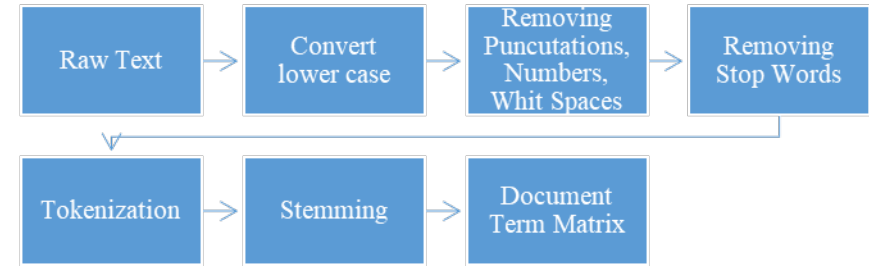 Raw Text
Convert
lower case
Removing
Puncutations,
Numbers,
Whit Spaces
Removing
Stop Words
Tokenization
Stemming
Document
Term Matrix